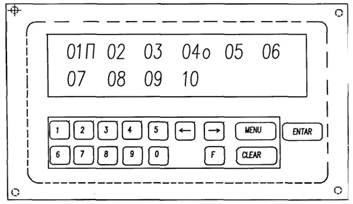 01П 02 03 04о 05 06
07 08 09 10
1 2 3 4 5 ← → MENU ENTAR
6 7 8 9 0 F CLEAR